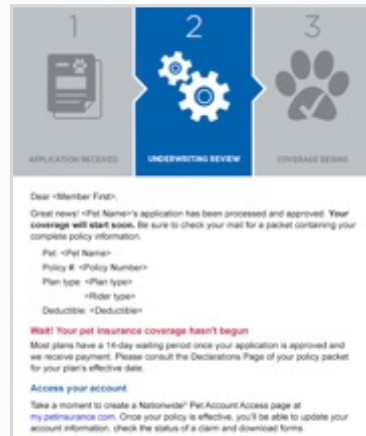 1
2
3
APPLICATION RECEIVED
UNDERWRITING REVIEW
COVERAGE BEGINS
Dear <Member First>,
Great news! <Pet Name>'s application has been processed and approved. Your
coverage will start soon. Be sure to check your mail for a packet containing your
complete policy information.
Pet: <Pet Name>
Policy #: <Policy Number>
Plan type: <Plan type>
<Rider type>
Deductible: <Deductible>
Wait! Your pet insurance coverage hasn't begun
Most plans have a 14-day waiting period once your application is approved and
we receive payment. Please consult the Declarations Page of your policy packet
for your plan's effective date.
Access your account
Take a moment to create a Nationwide® Pet Account Access page at
my.petinsurance.com. Once your policy is effective, you'll be able to update your
account information, check the status of a claim and download forms.